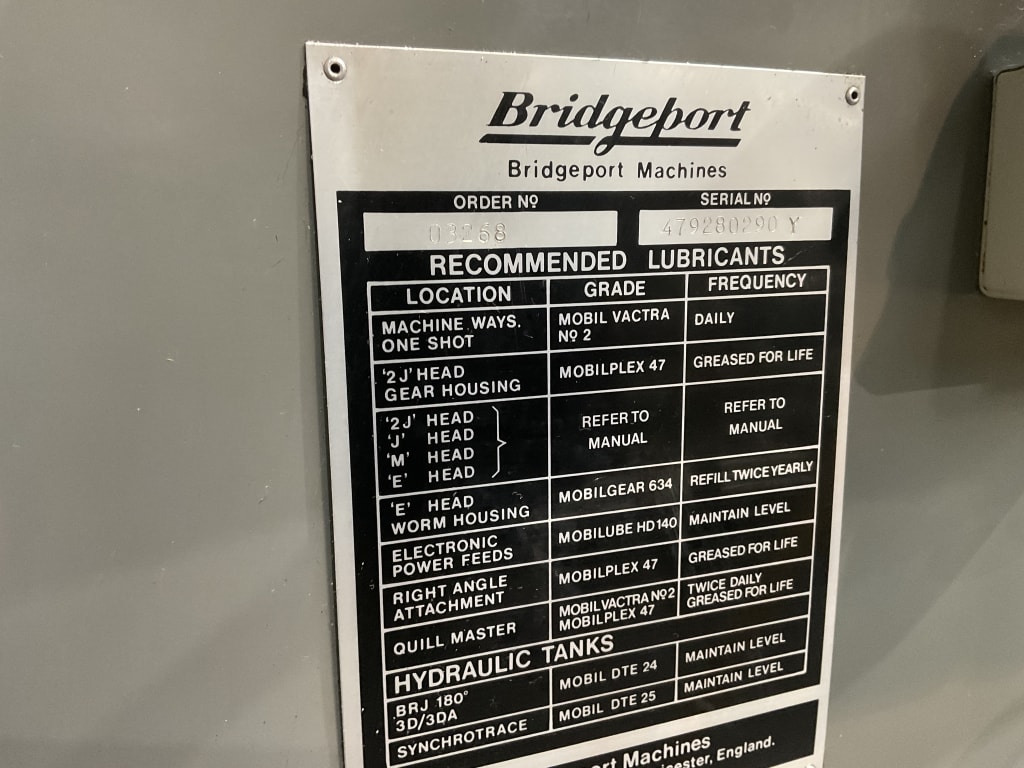 Bridgeport
Bridgeport Machines
ORDER Nº SERIAL Nº
03268 479280290 Y
RECOMMENDED LUBRICANTS
LOCATION GRADE FREQUENCY
MACHINE WAYS. MOBIL VACTRA DAILY
ONE SHOT Nº 2
'2J' HEAD MOBILPLEX 47 GREASED FOR LIFE
GEAR HOUSING
'2J' HEAD REFER TO REFER TO
'J' HEAD MANUAL MANUAL
'M' HEAD
'E' HEAD
'E' HEAD MOBILGEAR 634 REFILL TWICE YEARLY
WORM HOUSING
ELECTRONIC MOBILUBE HD140 MAINTAIN LEVEL
POWER FEEDS
RIGHT ANGLE MOBILPLEX 47 GREASED FOR LIFE
ATTACHMENT
QUILL MASTER MOBIL VACTRA Nº2 TWICE DAILY
MOBILPLEX 47 GREASED FOR LIFE
HYDRAULIC TANKS
BRJ 180° MOBIL DTE 24 MAINTAIN LEVEL
3D/3DA
SYNCHROTRACE MOBIL DTE 25 MAINTAIN LEVEL
Machines
England.